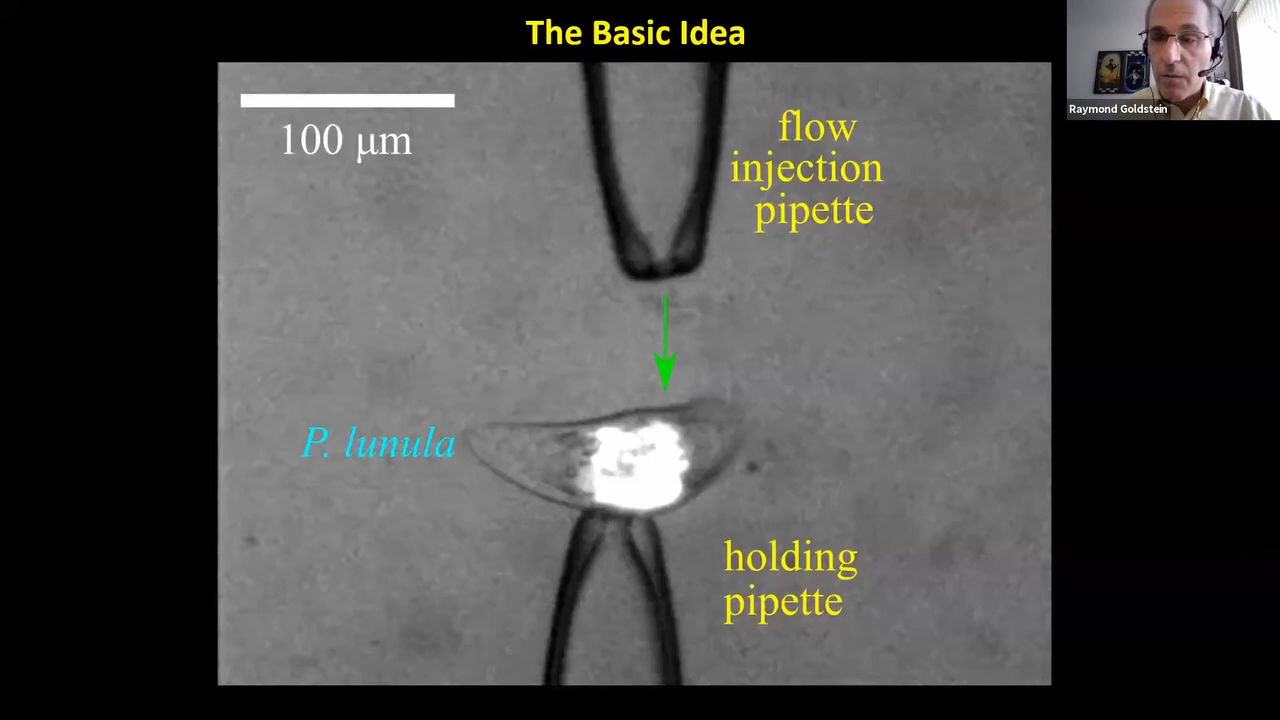 The Basic Idea
Raymond Goldstein
100 μm
flow
injection
pipette
P. lunula
holding
pipette